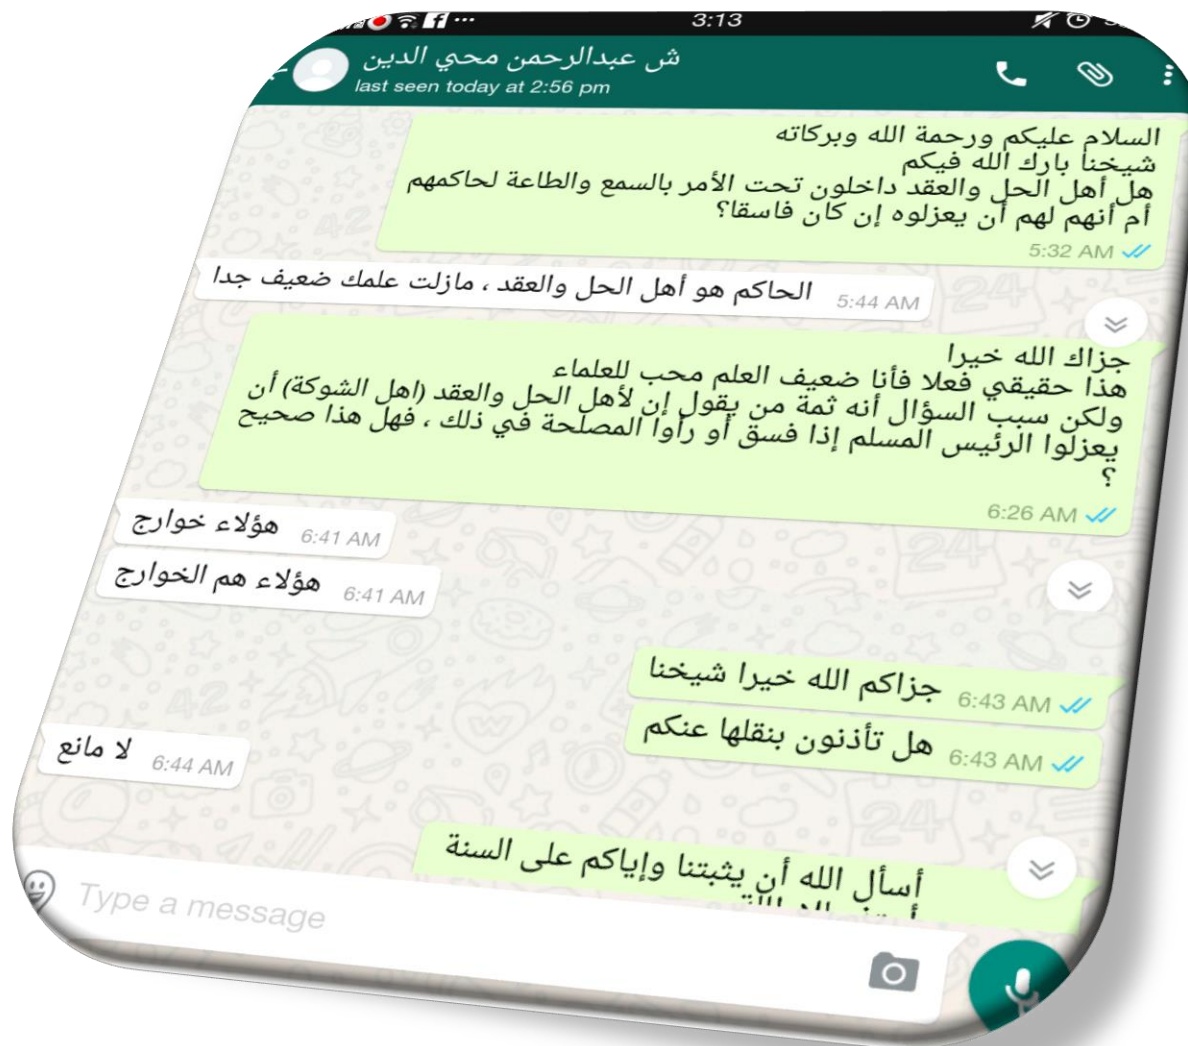 3:13
ش عبدالرحمن محي الدين
last seen today at 2:56 pm
السلام عليكم ورحمة الله وبركاته
شيخنا بارك الله فيكم
هل أهل الحل والعقد داخلون تحت الأمر بالسمع والطاعة لحاكمهم
أم أنهم لهم أن يعزلوه إن كان فاسقا؟
5:32 AM
الحاكم هو أهل الحل والعقد ، مازلت علمك ضعيف جدا
5:44 AM
جزاك الله خيرا
هذا حقيقي فعلا فأنا ضعيف العلم محب للعلماء
ولكن سبب السؤال أنه ثمة من يقول إن لأهل الحل والعقد (اهل الشوكة) أن
يعزلوا الرئيس المسلم إذا فسق أو رأوا المصلحة في ذلك ، فهل هذا صحيح
؟
6:26 AM
هؤلاء خوارج
6:41 AM
هؤلاء هم الخوارج
6:41 AM
جزاكم الله خيرا شيخنا
6:43 AM
هل تأذنون بنقلها عنكم
6:43 AM
لا مانع
6:44 AM
أسأل الله أن يثبتنا وإياكم على السنة
Type a message